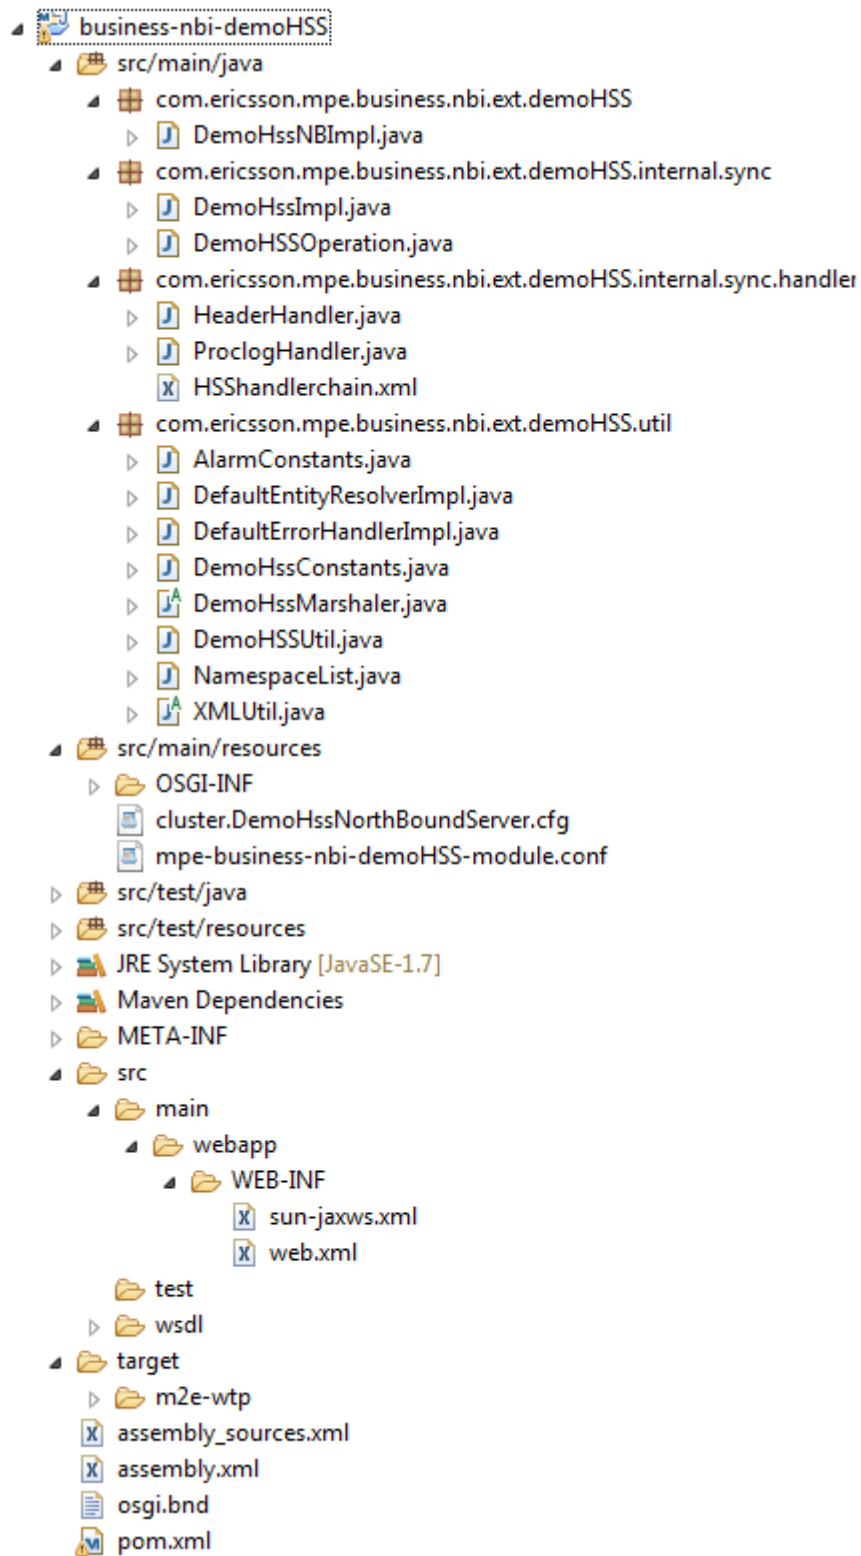 business-nbi-demoHSS
src/main/java
com.ericsson.mpe.business.nbi.ext.demoHSS
DemoHssNBImpl.java
com.ericsson.mpe.business.nbi.ext.demoHSS.internal.sync
DemoHssImpl.java
DemoHSSOperation.java
com.ericsson.mpe.business.nbi.ext.demoHSS.internal.sync.handler
HeaderHandler.java
ProclogHandler.java
HSShandlerchain.xml
com.ericsson.mpe.business.nbi.ext.demoHSS.util
AlarmConstants.java
DefaultEntityResolverImpl.java
DefaultErrorHandlerImpl.java
DemoHssConstants.java
DemoHssMarshaler.java
DemoHSSUtil.java
NamespaceList.java
XMLUtil.java
src/main/resources
OSGI-INF
cluster.DemoHssNorthBoundServer.cfg
mpe-business-nbi-demoHSS-module.conf
src/test/java
src/test/resources
JRE System Library [JavaSE-1.7]
Maven Dependencies
META-INF
src
main
webapp
WEB-INF
sun-jaxws.xml
web.xml
test
wsdl
target
m2e-wtp
assembly_sources.xml
assembly.xml
osgi.bnd
pom.xml